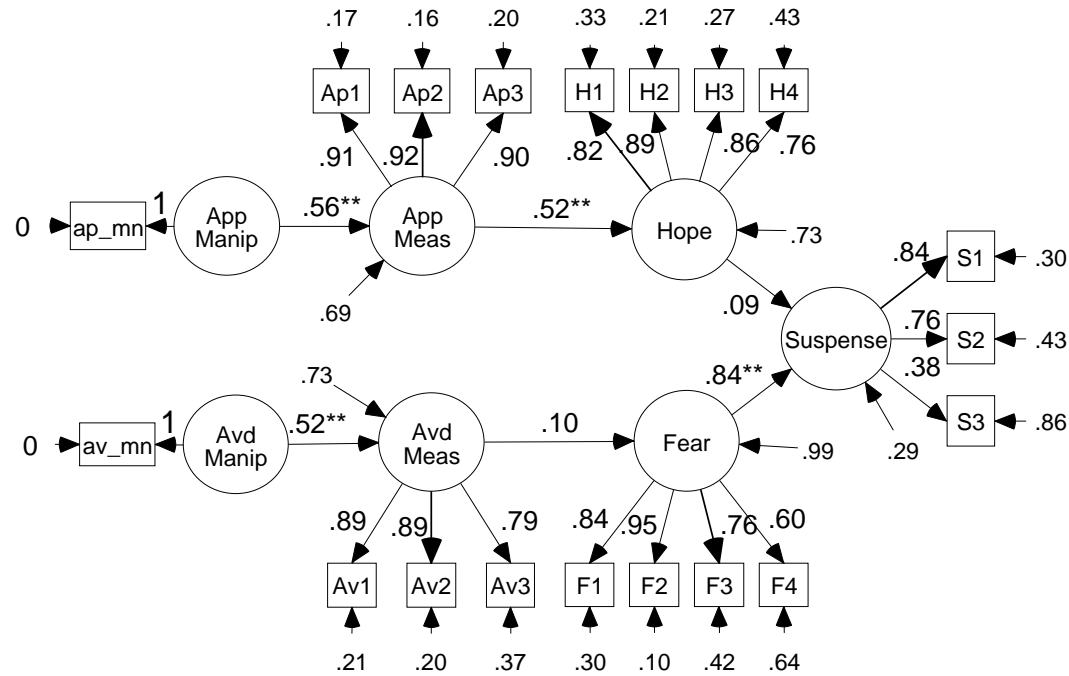 .17 .16 .20 .33 .21 .27 .43
Ap1 Ap2 Ap3 H1 H2 H3 H4
.91 .92 .90 .82 .89 .86 .76
0 ap_mn 1 App
Manip .56** App
Meas .52** Hope .73
.69
.09
.84 S1 .30
Suspense .76 S2 .43
.38 S3 .86
.29
.84**
.73
0 av_mn 1 Avd
Manip .52** Avd
Meas .10 Fear .99
.89 .89 .79 .84 .95 .76 .60
Av1 Av2 Av3 F1 F2 F3 F4
.21 .20 .37 .30 .10 .42 .64